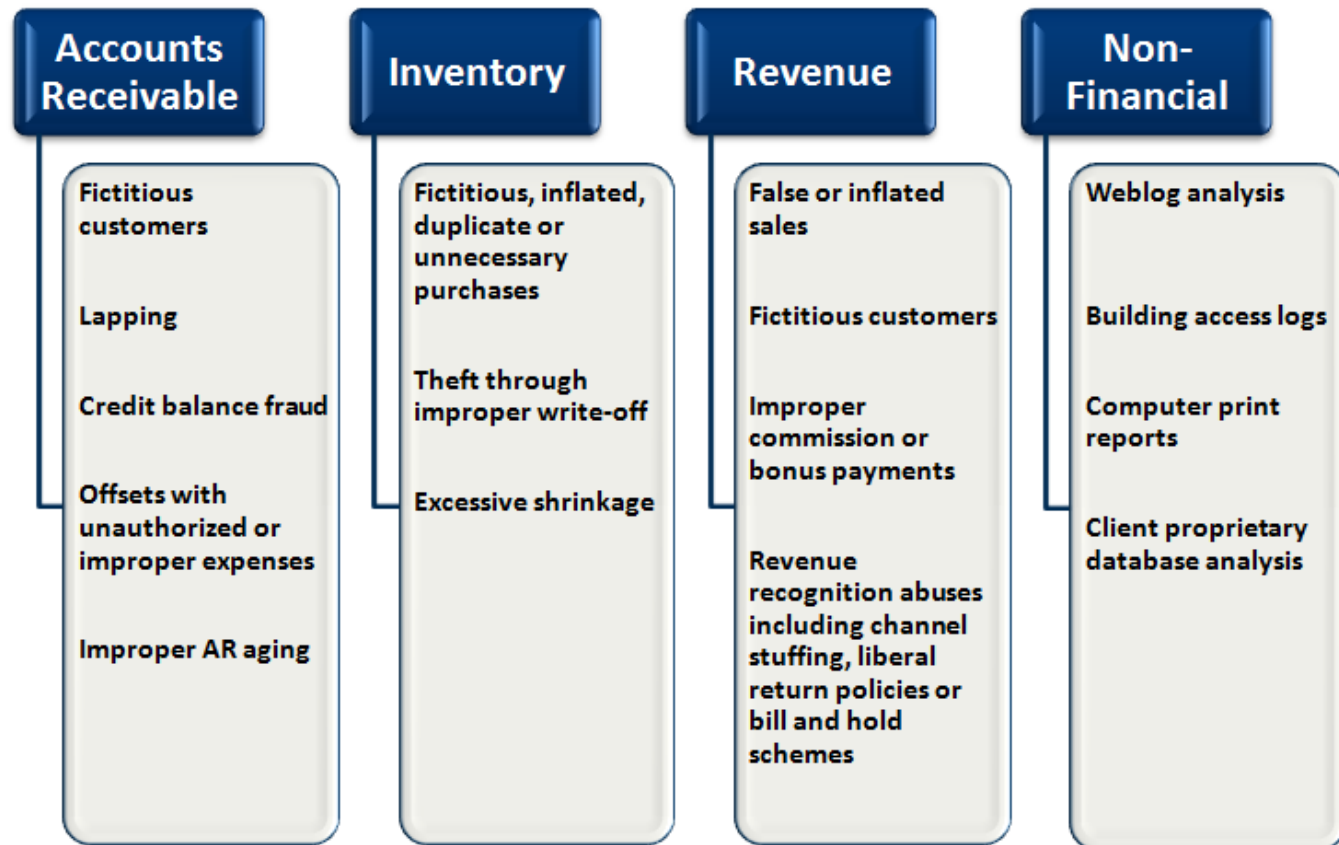 Accounts
Receivable
Fictitious
customers
Lapping
Credit balance fraud
Offsets with
unauthorized or
improper expenses
Improper AR aging
Inventory
Fictitious, inflated,
duplicate or
unnecessary
purchases
Theft through
improper write-off
Excessive shrinkage
Revenue
False or inflated
sales
Fictitious customers
Improper
commission or
bonus payments
Revenue
recognition abuses
including channel
stuffing, liberal
return policies or
bill and hold
schemes
Non-
Financial
Weblog analysis
Building access logs
Computer print
reports
Client proprietary
database analysis